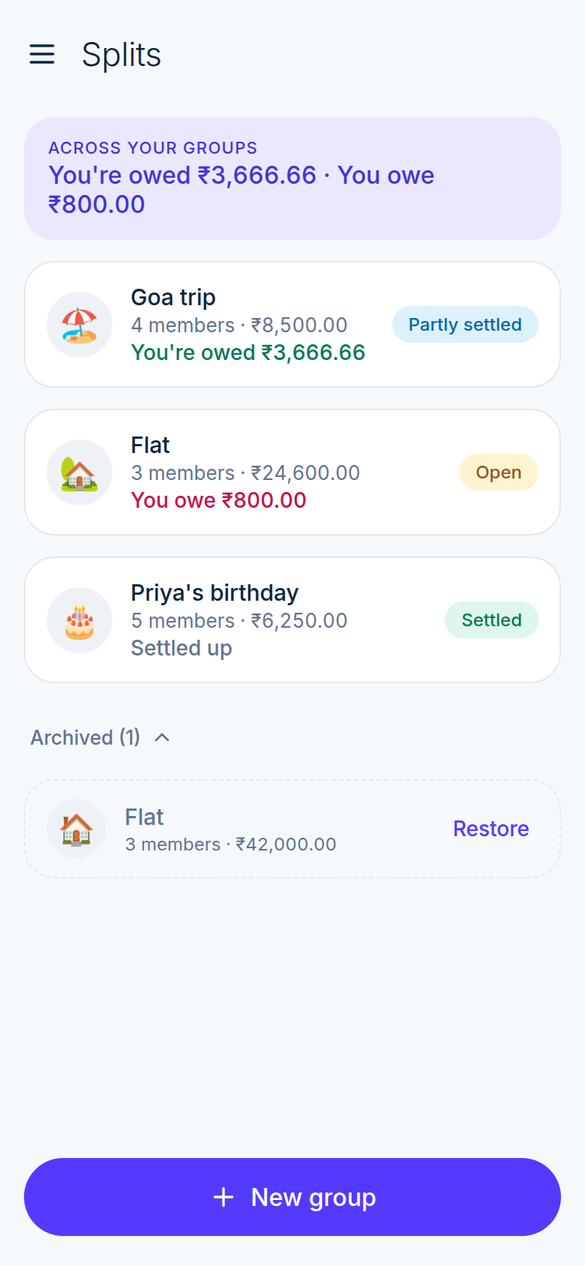 Splits
ACROSS YOUR GROUPS
You're owed ₹3,666.66 · You owe
₹800.00
Goa trip
4 members · ₹8,500.00
You're owed ₹3,666.66
Partly settled
Flat
3 members · ₹24,600.00
You owe ₹800.00
Open
Priya's birthday
5 members · ₹6,250.00
Settled up
Settled
Archived (1)
Flat
3 members · ₹42,000.00
Restore
New group